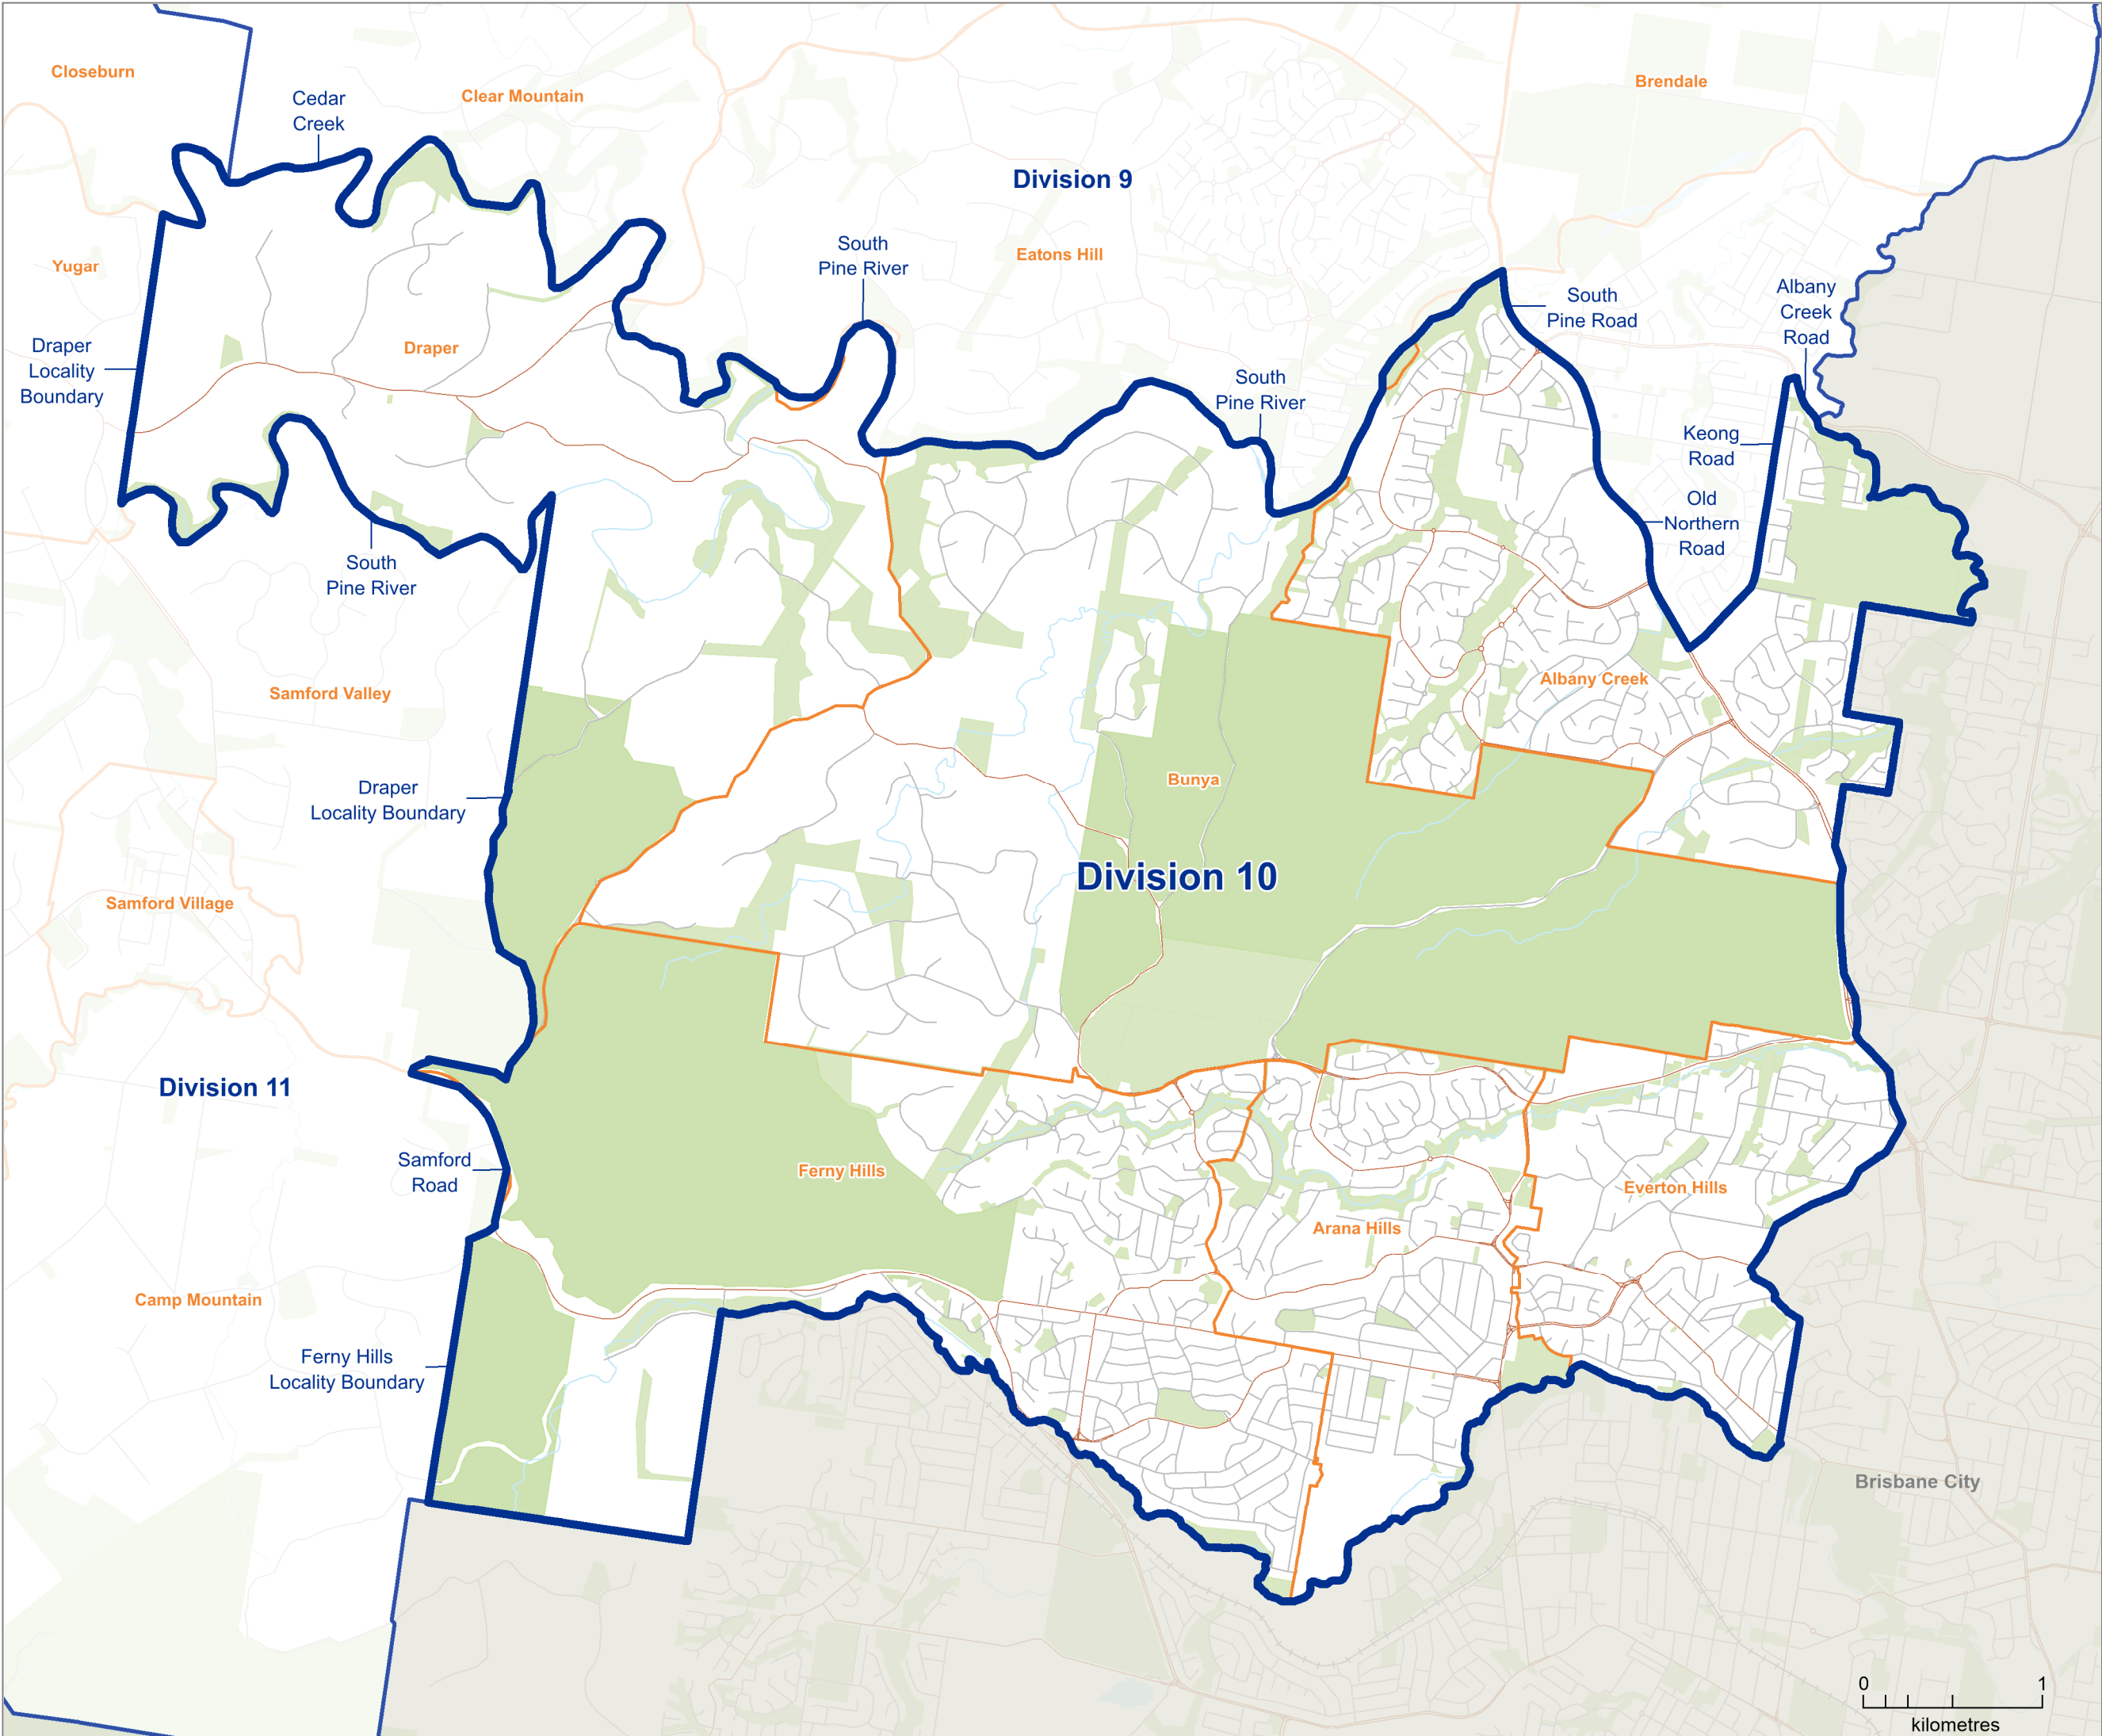 Closeburn
Cedar
Creek
Clear Mountain
Brendale
Division 9
Yugar
South
Pine River
Eatons Hill
South
Pine Road
Albany
Creek
Road
Draper
Locality
Boundary
Draper
South
Pine River
Keong
Road
Old
Northern
Road
South
Pine River
Samford Valley
Albany Creek
Draper
Locality Boundary
Bunya
Division 10
Samford Village
Division 11
Samford
Road
Ferny Hills
Everton Hills
Arana Hills
Camp Mountain
Ferny Hills
Locality Boundary
Brisbane City
0 1
kilometres